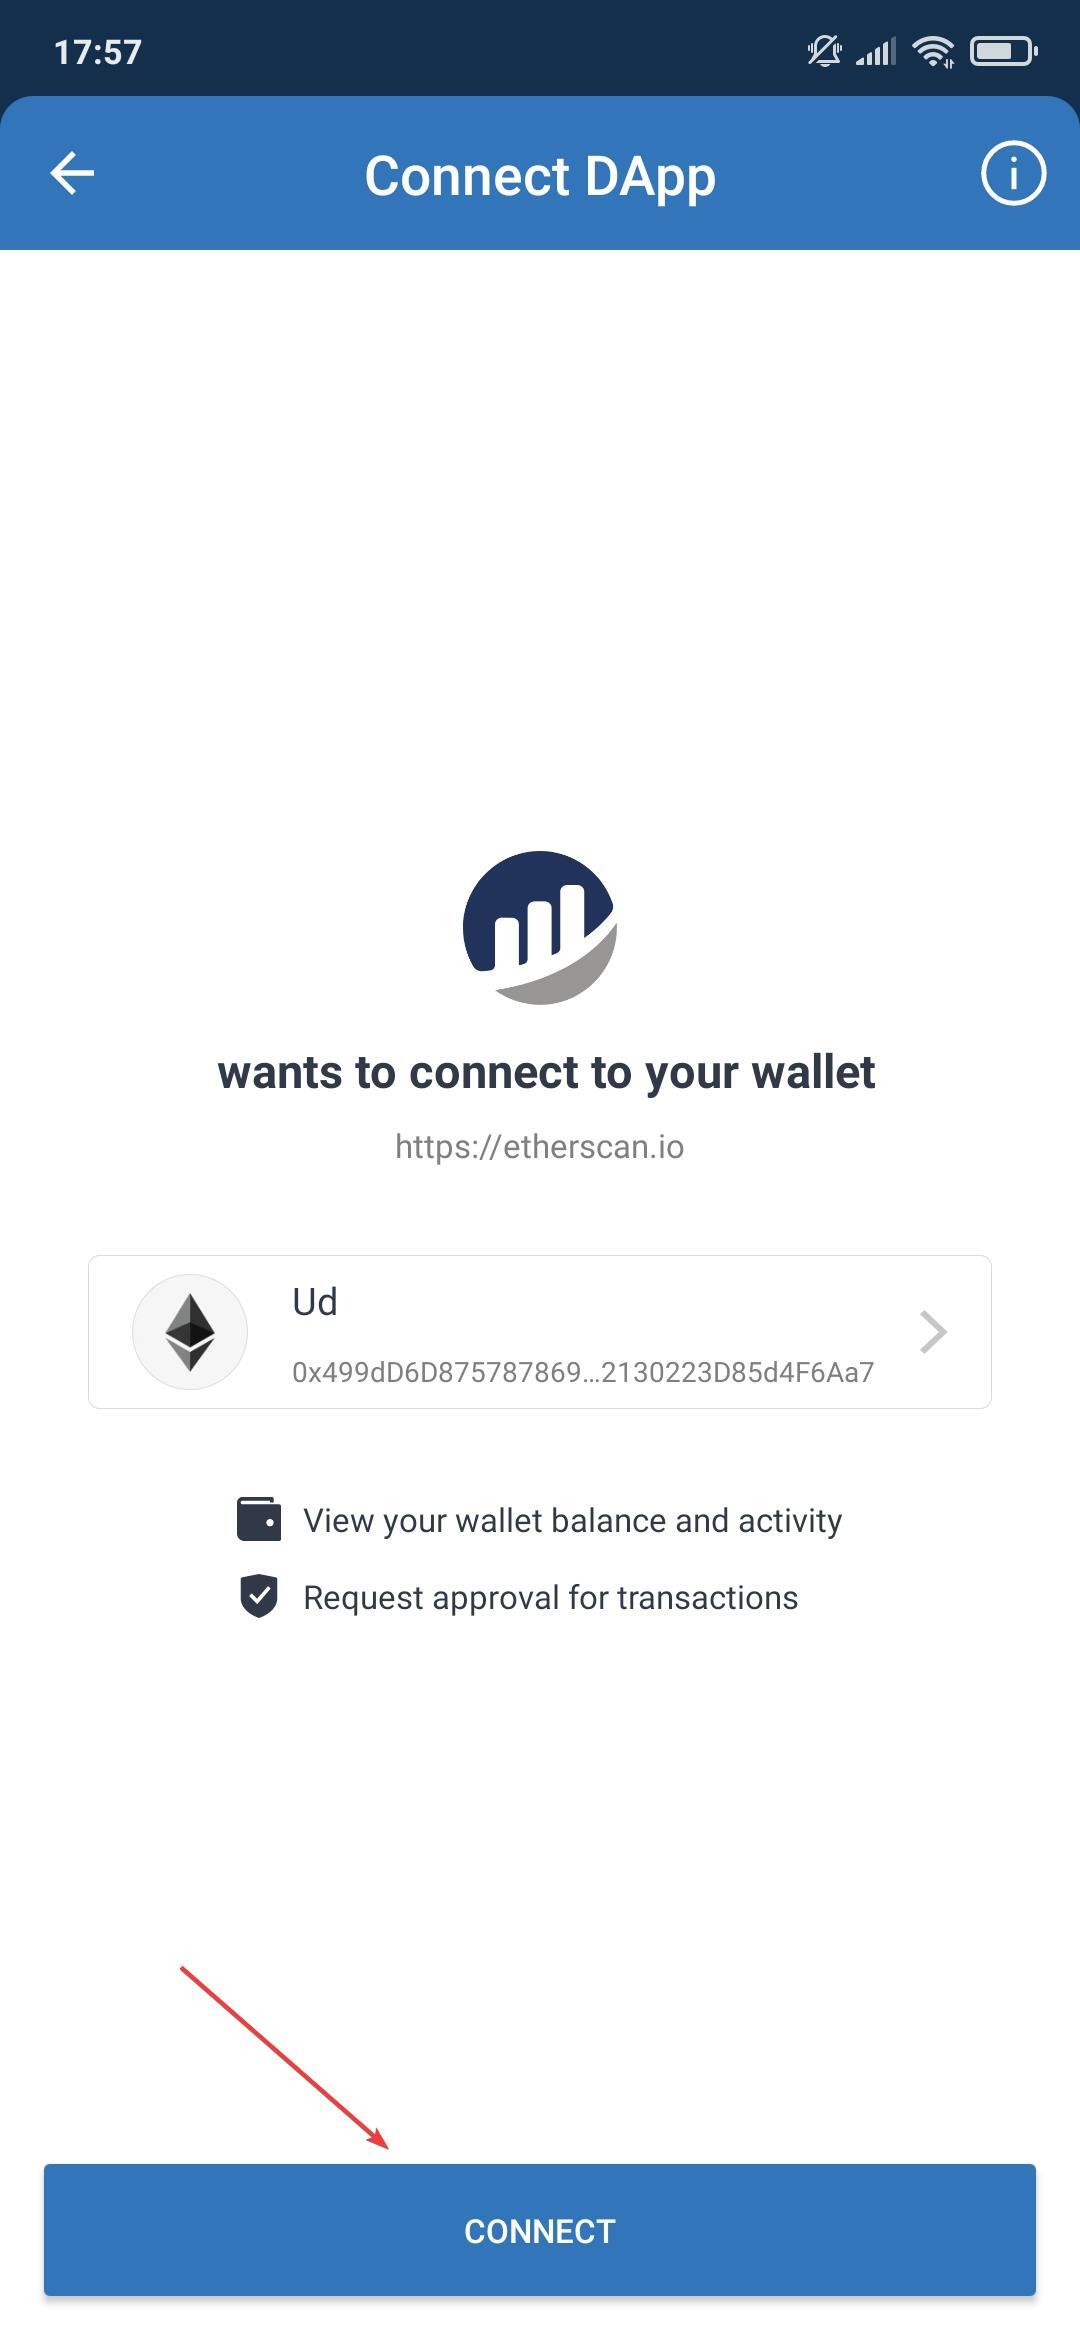 17:57
Connect DApp
wants to connect to your wallet
https://etherscan.io
Ud
0x499dD6D875787869...2130223D85d4F6Aa7
View your wallet balance and activity
Request approval for transactions
CONNECT